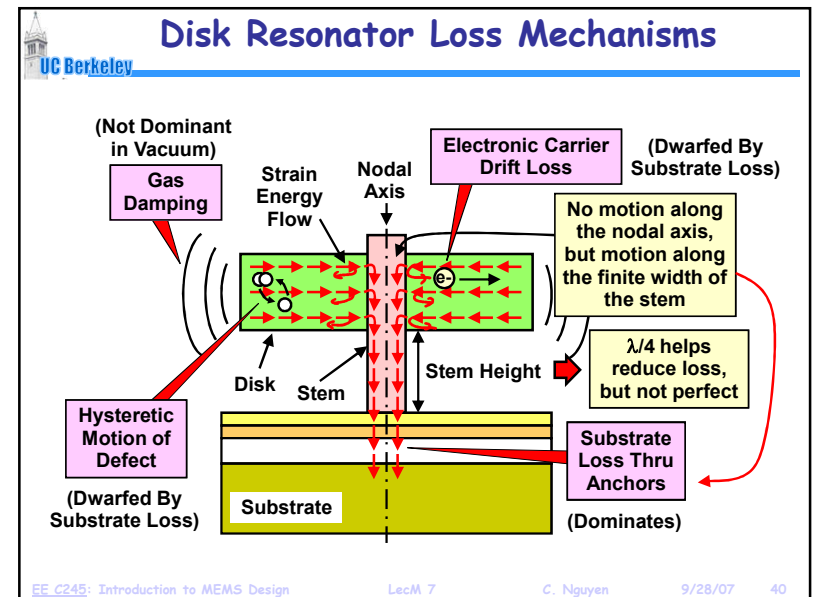 Disk Resonator Loss Mechanisms
UC Berkeley
(Not Dominant
in Vacuum)
Gas
Damping
Strain
Energy
Flow
Nodal
Axis
Electronic Carrier
Drift Loss
(Dwarfed By
Substrate Loss)
No motion along
the nodal axis,
but motion along
the finite width of
the stem
e-
λ/4 helps
reduce loss,
but not perfect
Disk
Stem
Stem Height
Hysteretic
Motion of
Defect
(Dwarfed By
Substrate Loss)
Substrate
Substrate
Loss Thru
Anchors
(Dominates)
EE C245: Introduction to MEMS Design
LecM 7
C. Nguyen
9/28/07
40